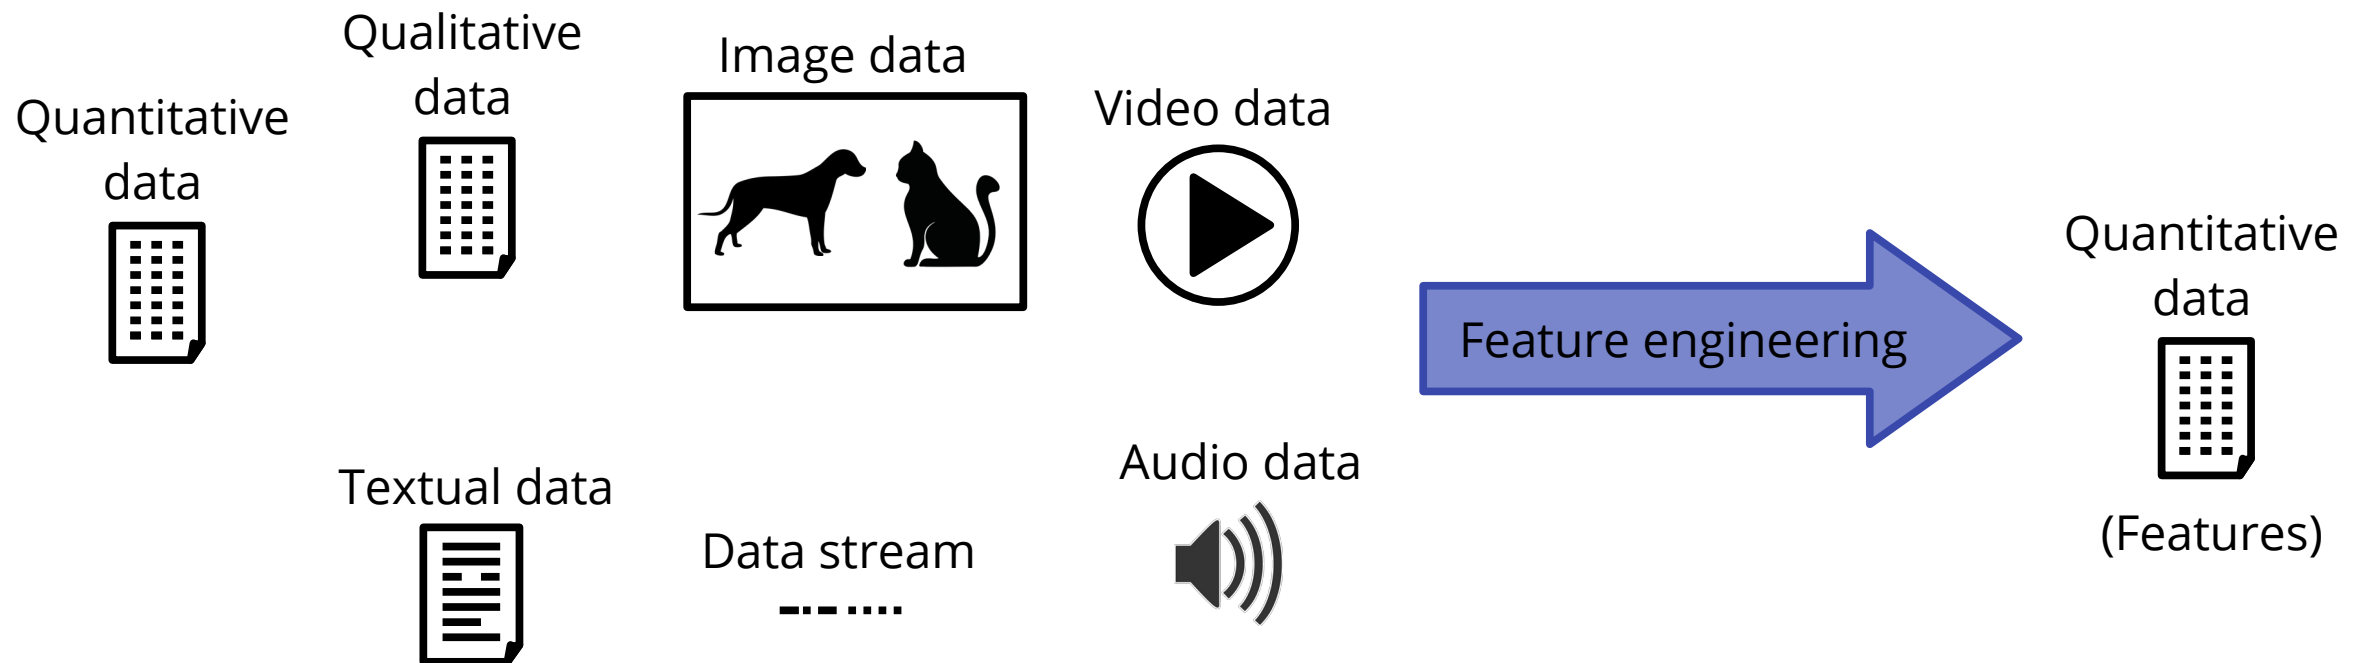 Quantitative
data
Qualitative
data
Image data
Video data
Textual data
Data stream
Audio data
Feature engineering
Quantitative
data
(Features)